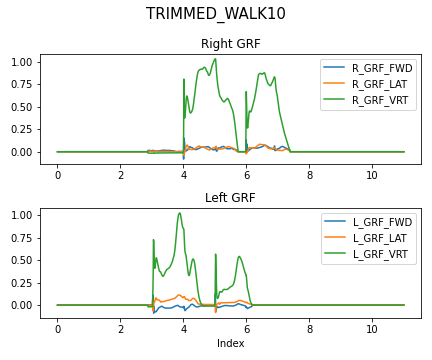 TRIMMED_WALK10
Right GRF
1.00
0.75
0.50
0.25
0.00
R_GRF_FWD
R_GRF_LAT
R_GRF_VRT
0 2 4 6 8 10
Left GRF
1.00
0.75
0.50
0.25
0.00
L_GRF_FWD
L_GRF_LAT
L_GRF_VRT
0 2 4 6 8 10
Index